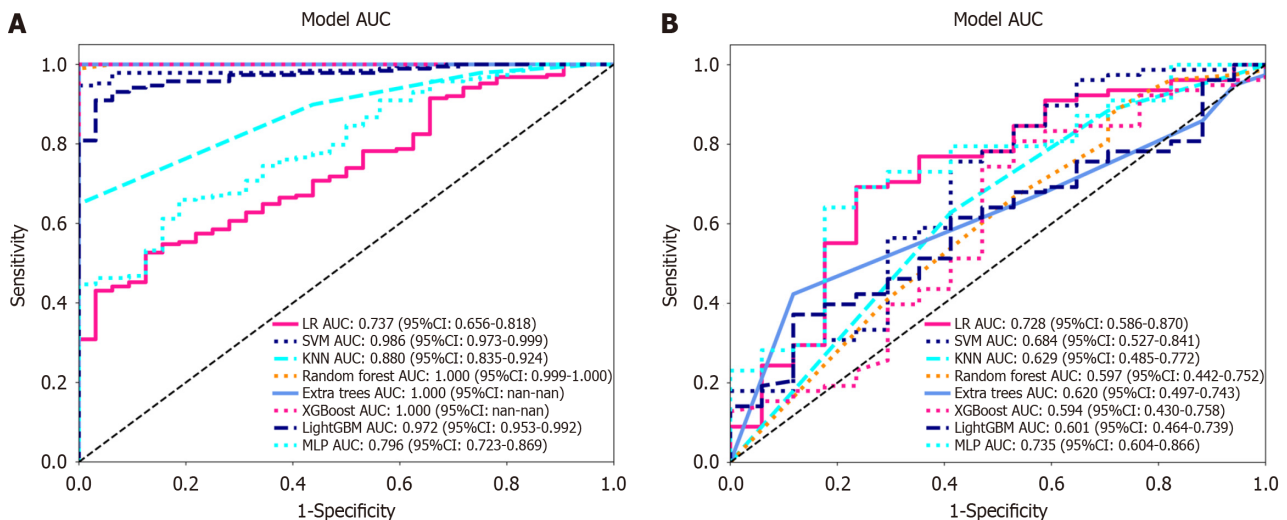 A
Model AUC
1.0
0.8
0.6
0.4
0.2
0.0
Sensitivity
LR AUC: 0.737 (95%CI: 0.656-0.818)
SVM AUC: 0.986 (95%CI: 0.973-0.999)
KNN AUC: 0.880 (95%CI: 0.835-0.924)
Random forest AUC: 1.000 (95%CI: 0.999-1.000)
Extra trees AUC: 1.000 (95%CI: nan-nan)
XGBoost AUC: 1.000 (95%CI: nan-nan)
LightGBM AUC: 0.972 (95%CI: 0.953-0.992)
MLP AUC: 0.796 (95%CI: 0.723-0.869)
0.0 0.2 0.4 0.6 0.8 1.0
1-Specificity
B
Model AUC
1.0
0.8
0.6
0.4
0.2
0.0
Sensitivity
LR AUC: 0.728 (95%CI: 0.586-0.870)
SVM AUC: 0.684 (95%CI: 0.527-0.841)
KNN AUC: 0.629 (95%CI: 0.485-0.772)
Random forest AUC: 0.597 (95%CI: 0.442-0.752)
Extra trees AUC: 0.620 (95%CI: 0.497-0.743)
XGBoost AUC: 0.594 (95%CI: 0.430-0.758)
LightGBM AUC: 0.601 (95%CI: 0.464-0.739)
MLP AUC: 0.735 (95%CI: 0.604-0.866)
0.0 0.2 0.4 0.6 0.8 1.0
1-Specificity